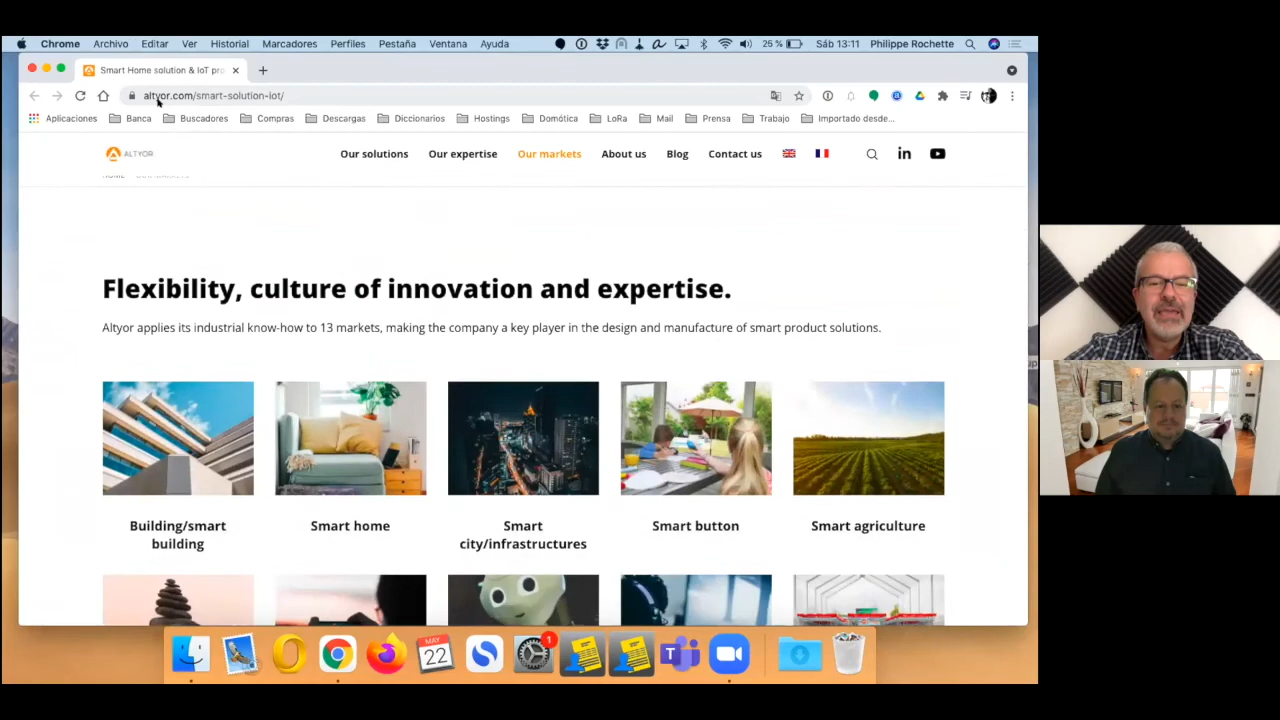 Chrome Archivo Editar Ver Historial Marcadores Perfiles Pestaña Ventana Ayuda 25 % Sáb 13:11 Philippe Rochette
Smart Home solution & IoT pro
altyor.com/smart-solution-iot/
Aplicaciones Banca Buscadores Compras Descargas Diccionarios Hostings Domótica LoRa Mail Prensa Trabajo Importado desde...
ALTYOR Our solutions Our expertise Our markets About us Blog Contact us in
Flexibility, culture of innovation and expertise.
Altyor applies its industrial know-how to 13 markets, making the company a key player in the design and manufacture of smart product solutions.
Building/smart
building
Smart home
Smart
city/infrastructures
Smart button
Smart agriculture
MAY
22
1
T